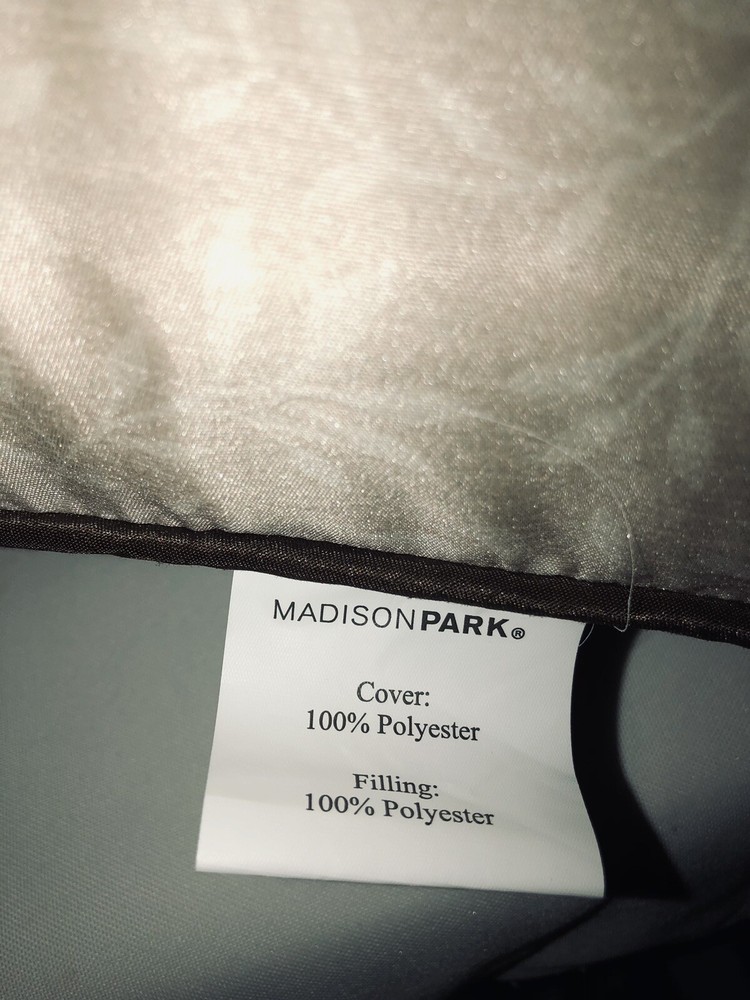 MADISONPARK®
Cover:
100% Polyester
Filling:
100% Polyester